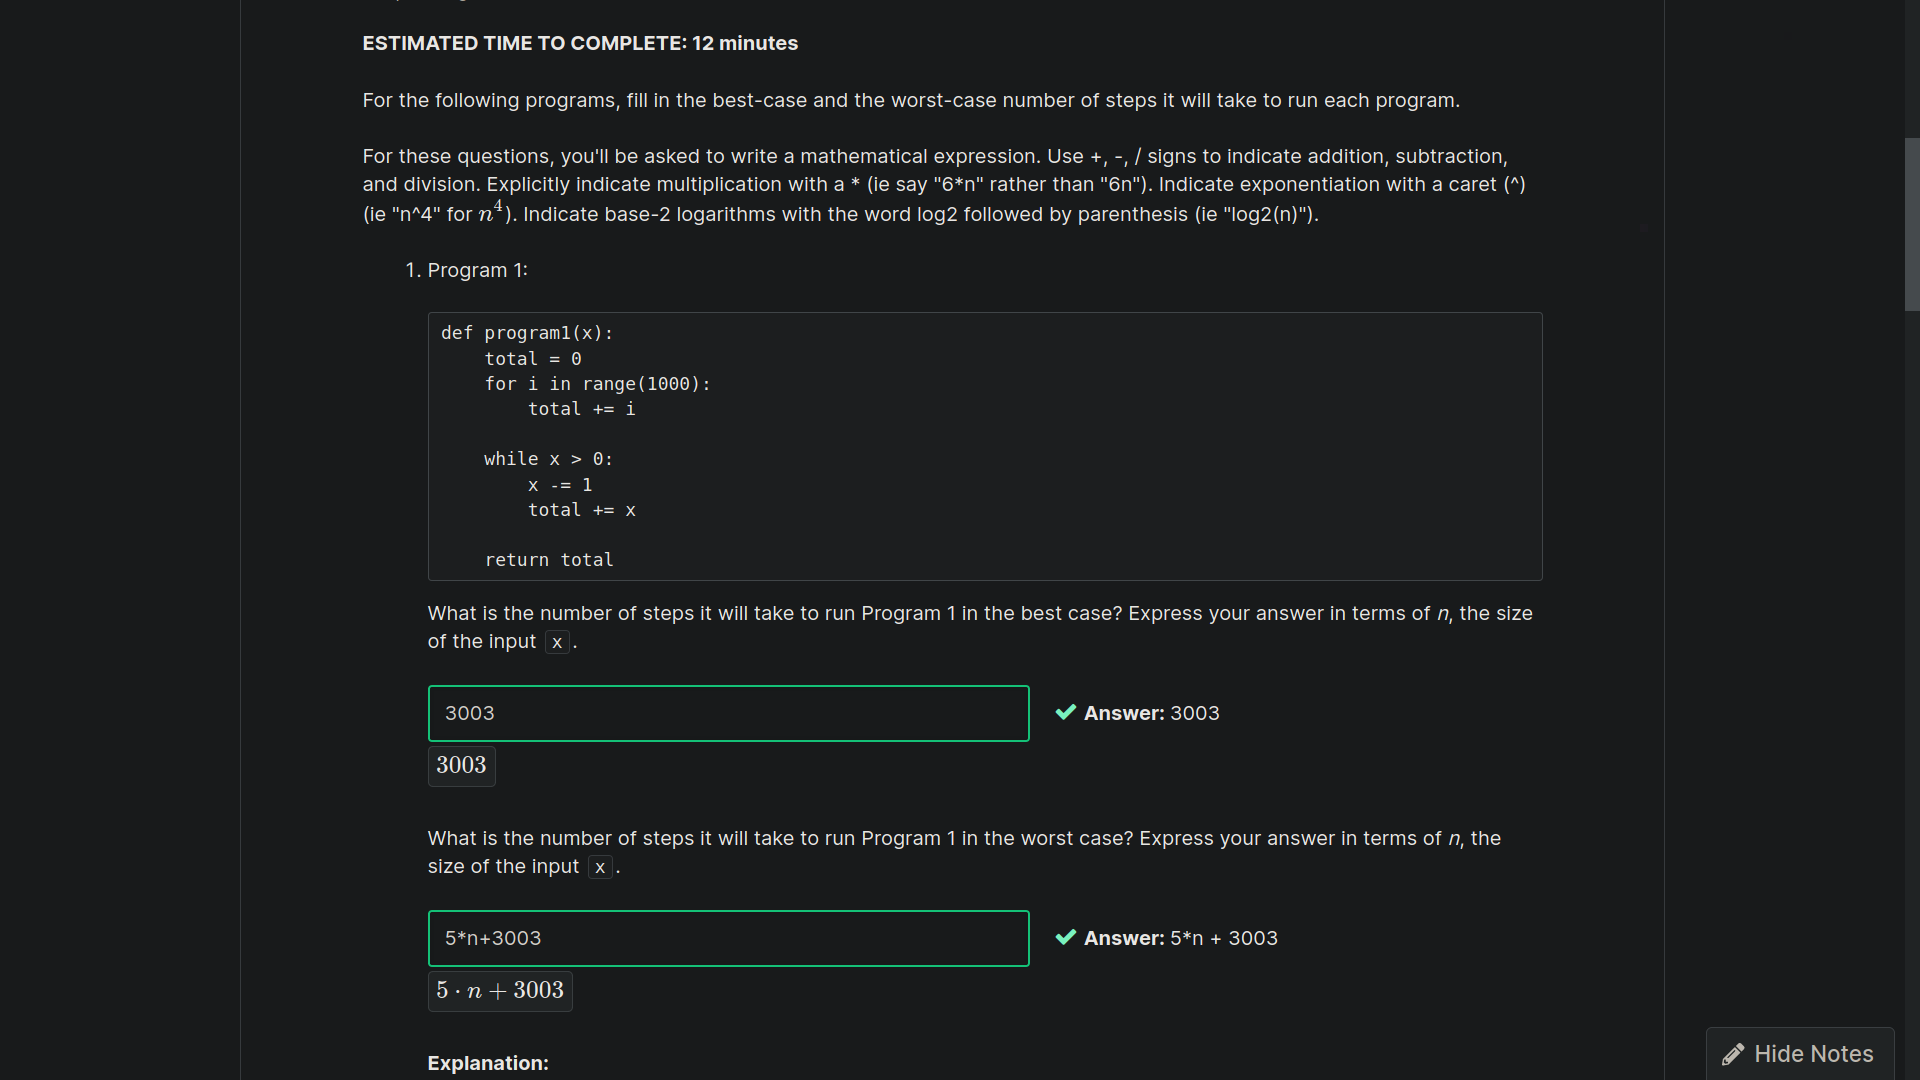 ESTIMATED TIME TO COMPLETE: 12 minutes
For the following programs, fill in the best-case and the worst-case number of steps it will take to run each program.
For these questions, you'll be asked to write a mathematical expression. Use +, -, / signs to indicate addition, subtraction,
and division. Explicitly indicate multiplication with a * (ie say "6*n" rather than "6n"). Indicate exponentiation with a caret (^)
(ie "n^4" for n⁴). Indicate base-2 logarithms with the word log2 followed by parenthesis (ie "log2(n)").
1. Program 1:
def program1(x):
    total = 0
    for i in range(1000):
        total += i
    while x > 0:
        x -= 1
        total += x
    return total
What is the number of steps it will take to run Program 1 in the best case? Express your answer in terms of n, the size
of the input x.
3003
Answer: 3003
3003
What is the number of steps it will take to run Program 1 in the worst case? Express your answer in terms of n, the
size of the input x.
5*n+3003
Answer: 5*n + 3003
5 · n + 3003
Explanation:
Hide Notes